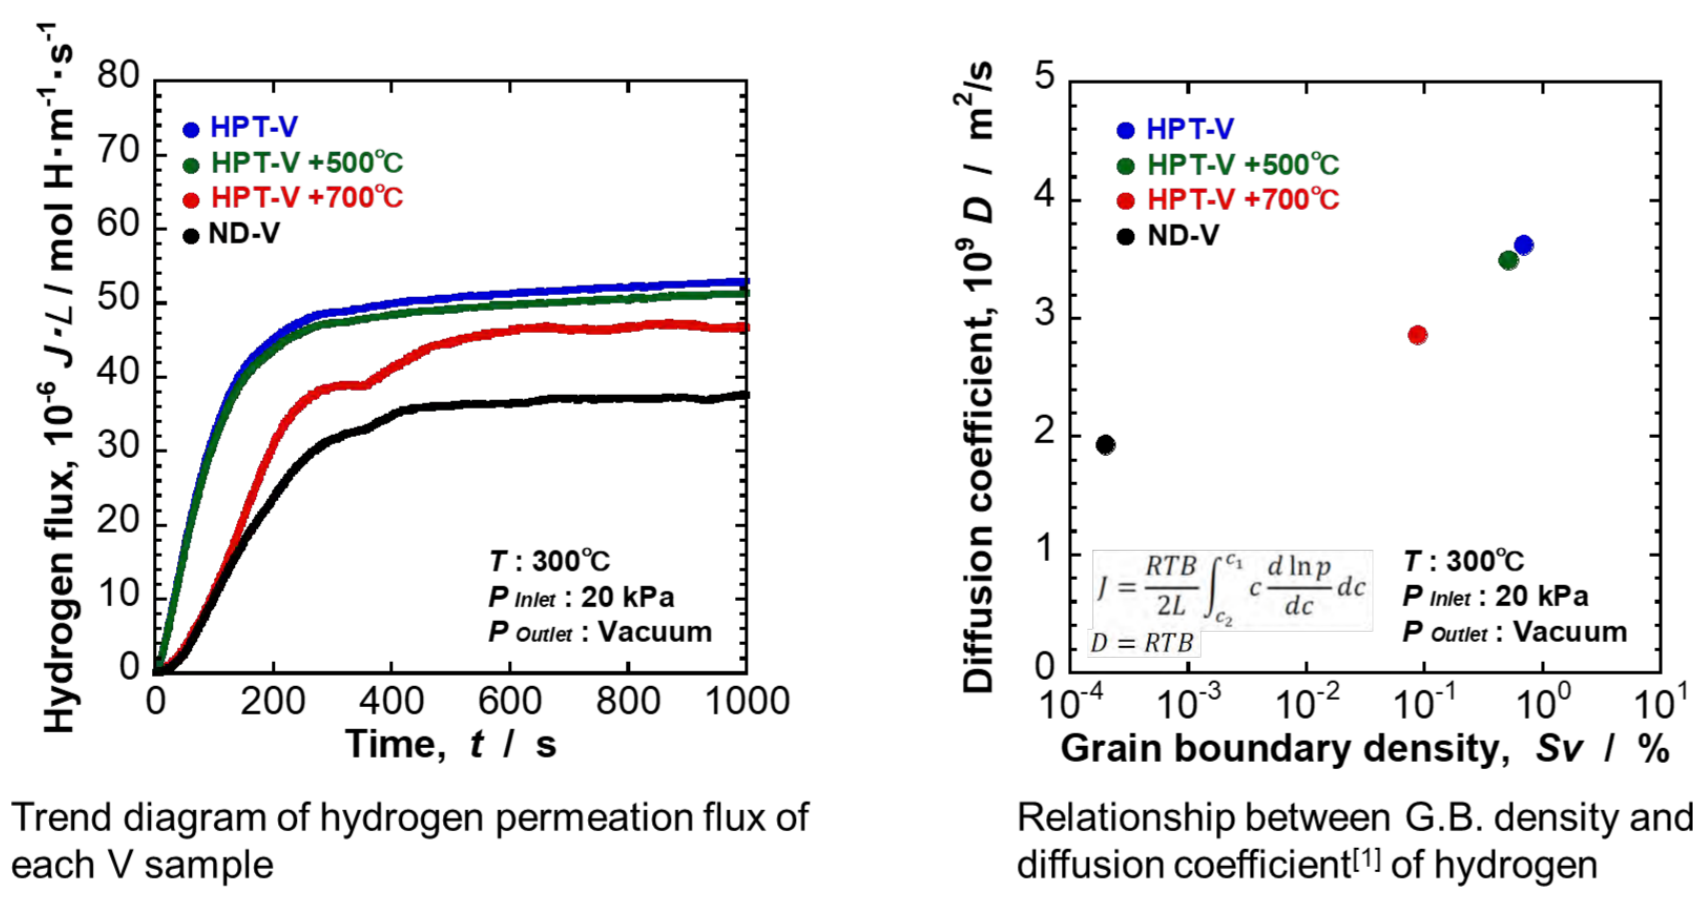 Hydrogen flux, 10⁻⁶ J·L / mol H·m⁻¹·s⁻¹
80
70
60
50
40
30
20
10
0
HPT-V
HPT-V +500℃
HPT-V +700℃
ND-V
T : 300℃
P Inlet : 20 kPa
P Outlet : Vacuum
0 200 400 600 800 1000
Time, t / s
Trend diagram of hydrogen permeation flux of
each V sample
Diffusion coefficient, 10⁹ D / m²/s
5
4
3
2
1
0
HPT-V
HPT-V +500℃
HPT-V +700℃
ND-V
J = RTB/2L ∫_{c₂}^{c₁} c d ln p/dc dc
D = RTB
T : 300℃
P Inlet : 20 kPa
P Outlet : Vacuum
10⁻⁴ 10⁻³ 10⁻² 10⁻¹ 10⁰ 10¹
Grain boundary density, Sv / %
Relationship between G.B. density and
diffusion coefficient[1] of hydrogen